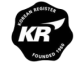 KOREAN REGISTER
KR
FOUNDED 1960